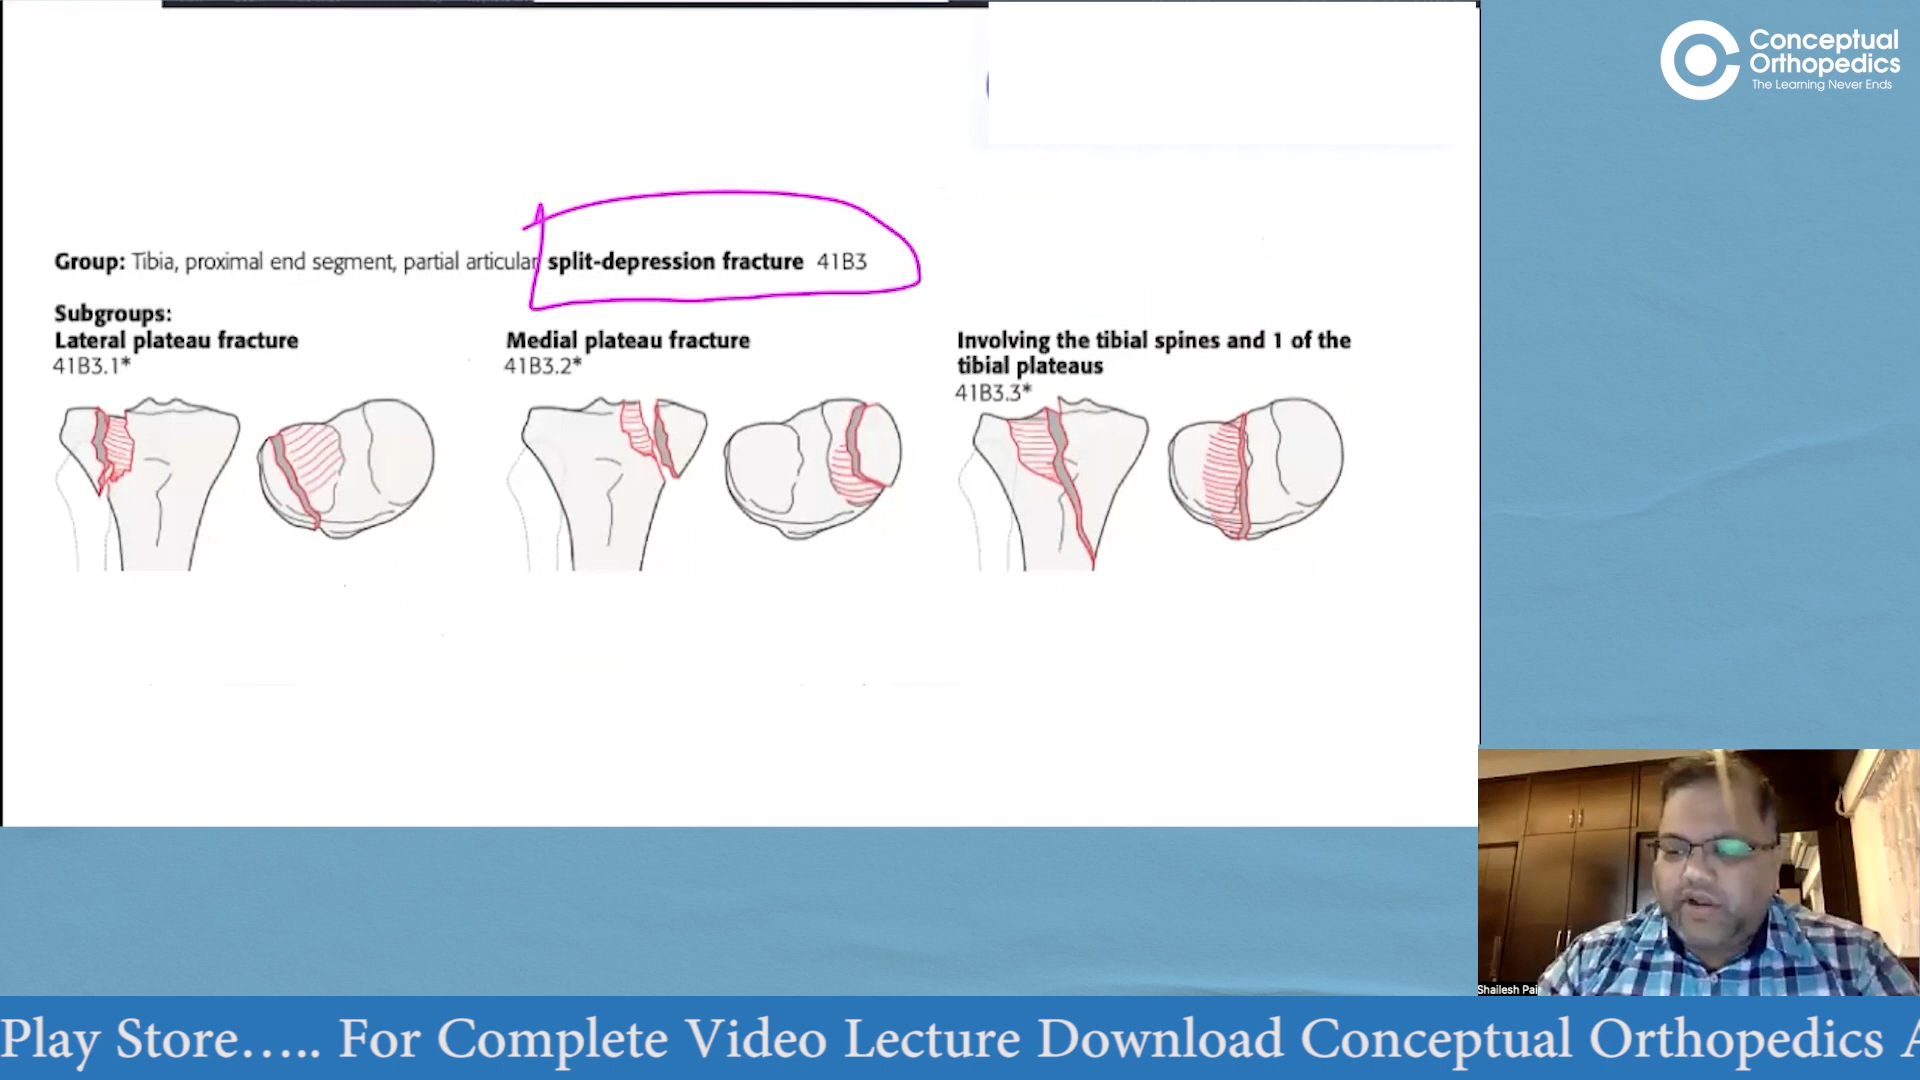 Conceptual
Orthopedics
The Learning Never Ends
Group: Tibia, proximal end segment, partial articular split-depression fracture 41B3
Subgroups:
Lateral plateau fracture
41B3.1*
Medial plateau fracture
41B3.2*
Involving the tibial spines and 1 of the
tibial plateaus
41B3.3*
Shailesh Pai
Play Store..... For Complete Video Lecture Download Conceptual Orthopedics